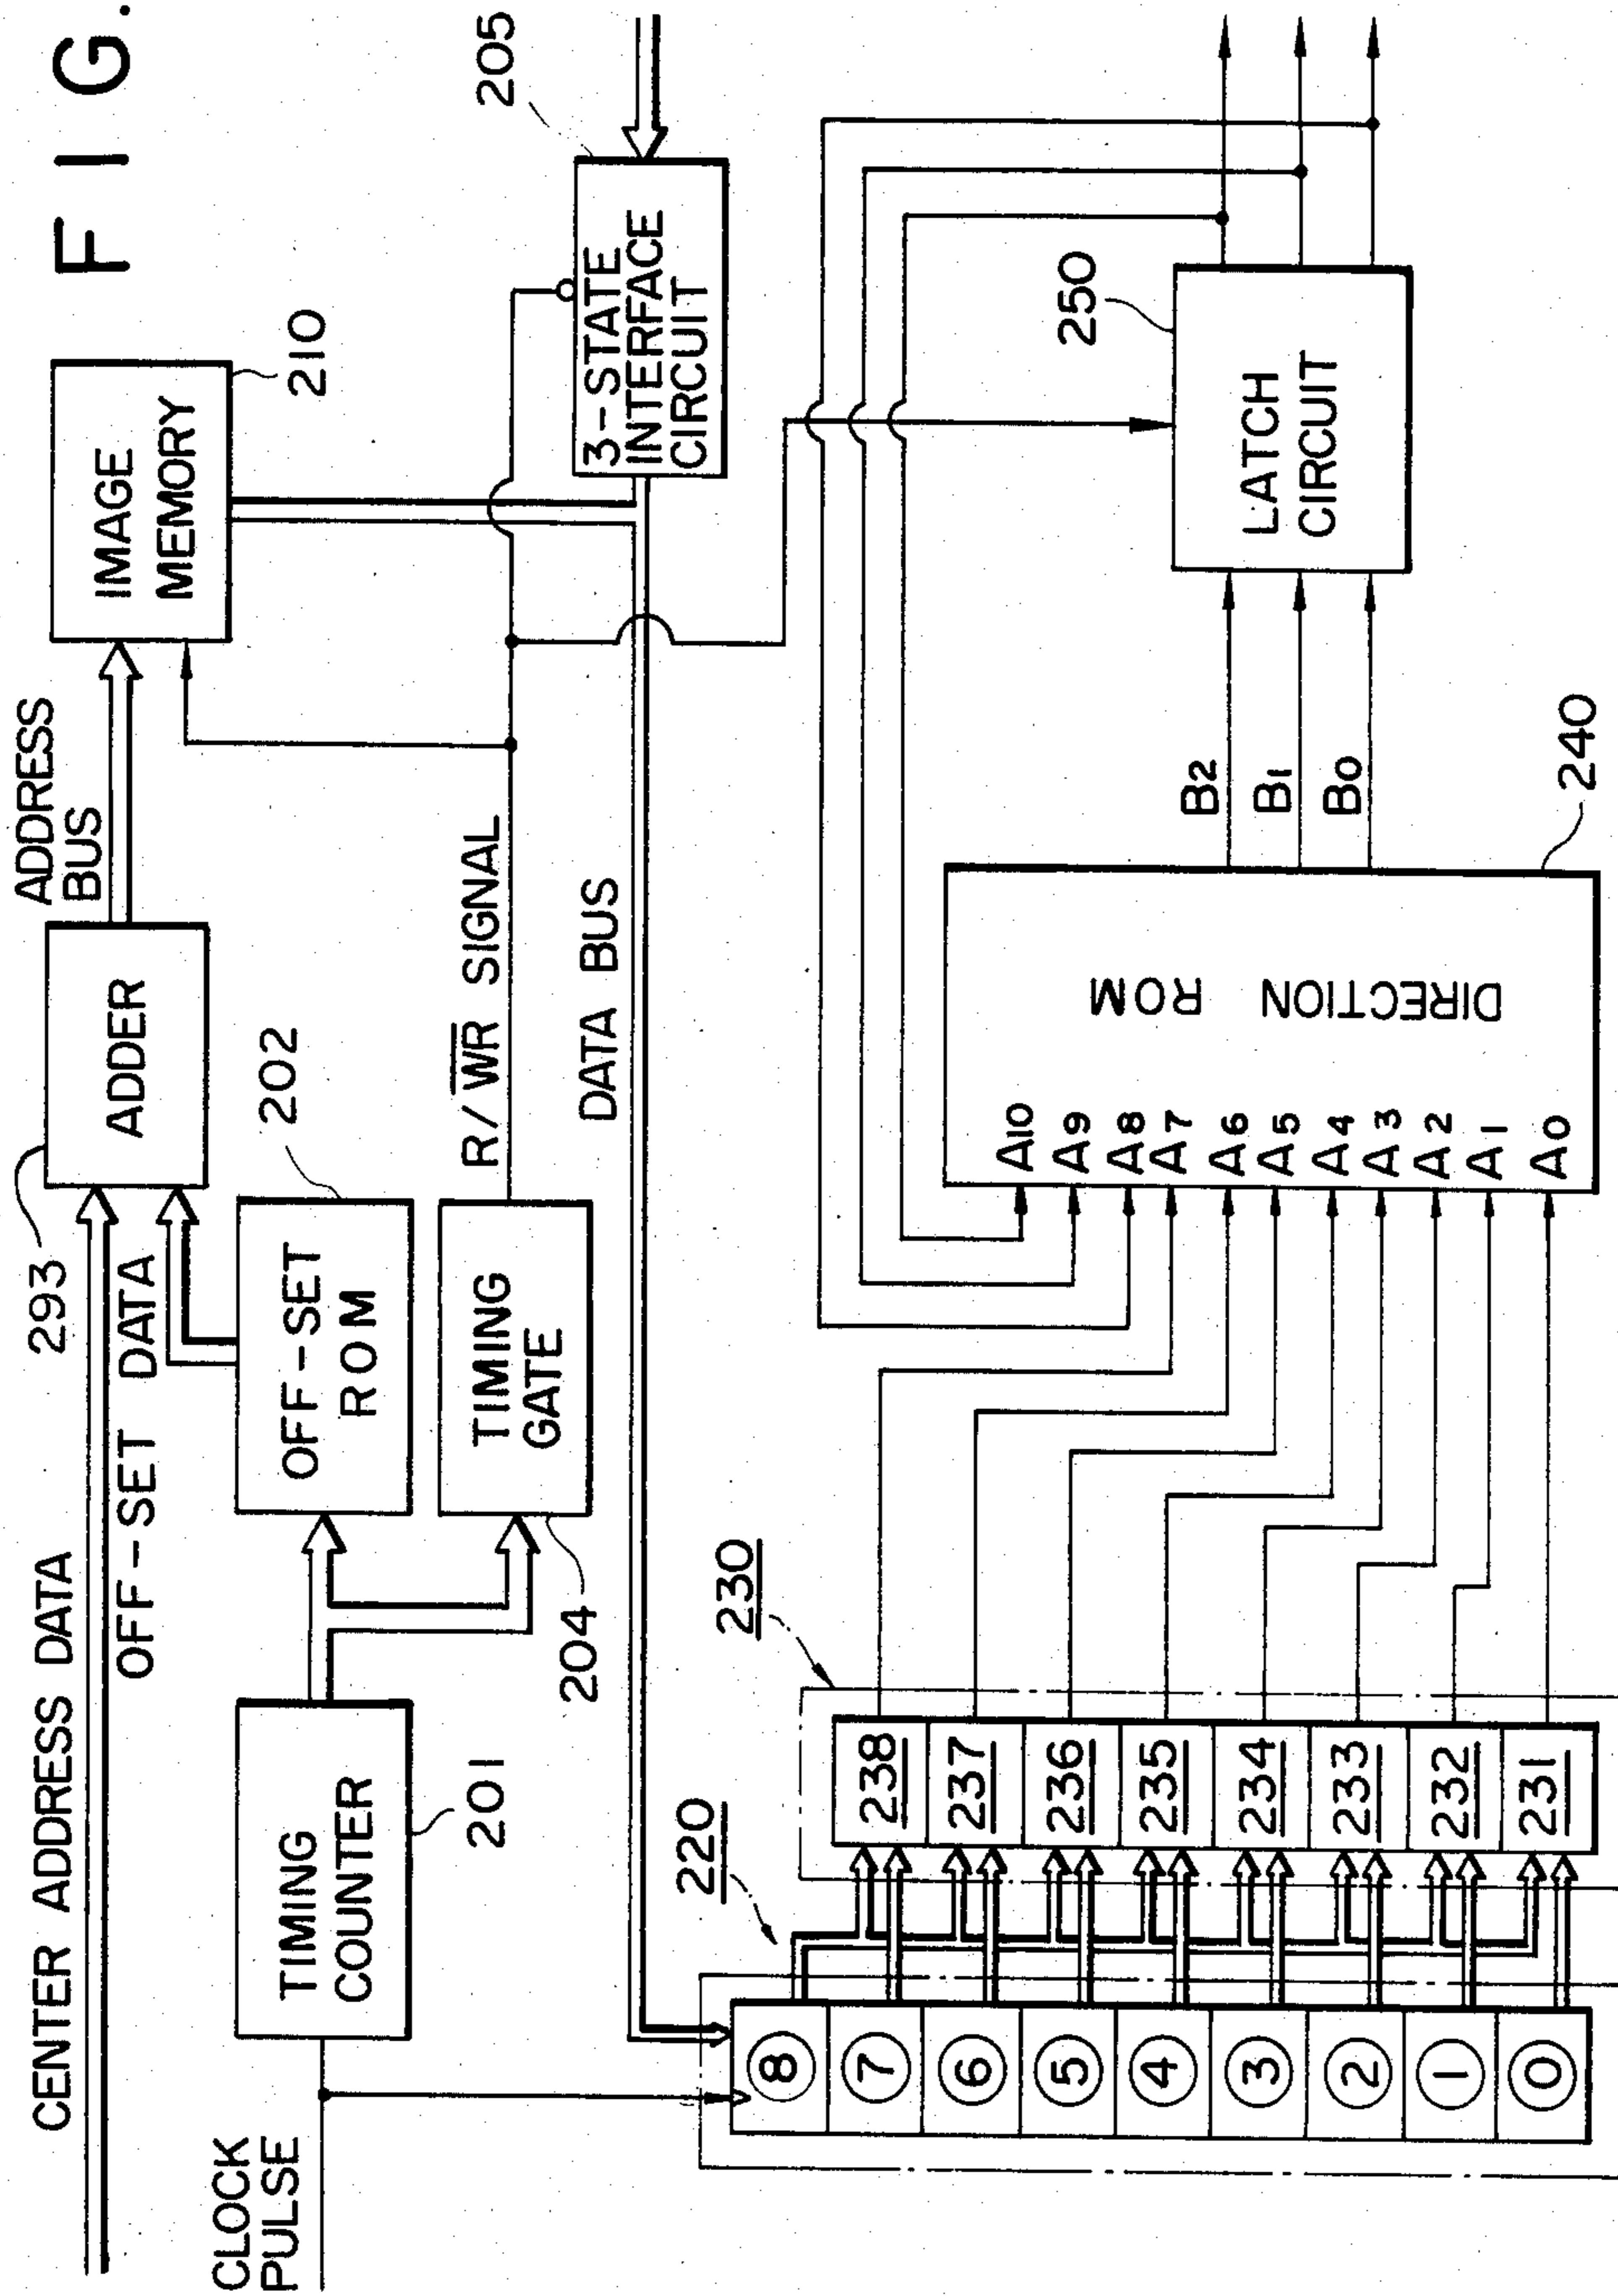 FIG.
CENTER ADDRESS DATA
OFF-SET DATA
293
ADDER
ADDRESS
BUS
IMAGE
MEMORY
210
CLOCK
PULSE
TIMING
COUNTER
201
OFF-SET
ROM
202
TIMING
GATE
204
R/W̅R̅ SIGNAL
DATA BUS
3-STATE
INTERFACE
CIRCUIT
205
220
8
7
6
5
4
3
2
1
0
230
238
237
236
235
234
233
232
231
A10
A9
A8
A7
A6
A5
A4
A3
A2
A1
A0
DIRECTION ROM
240
B2
B1
B0
LATCH
CIRCUIT
250